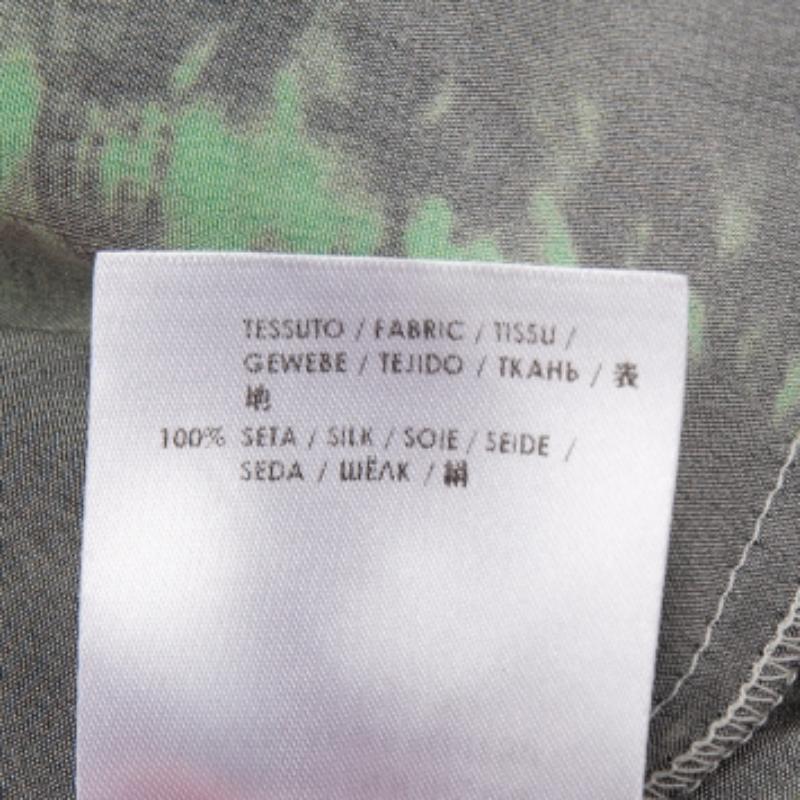 TESSUTO / FABRIC / TISSU /
GEWEBE / TEJIDO / ТКАНЬ / 表
地
100% SETA / SILK / SOIE / SEIDE /
SEDA / ШЁЛК / 絹